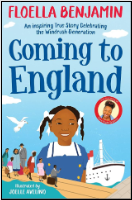 FLOELLA BENJAMIN
An Inspiring True Story Celebrating
the Windrush Generation
Coming to
England
Illustrated by
JOELLE AVELINO